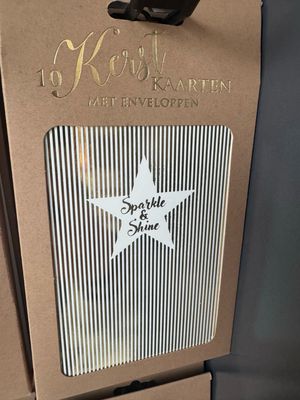 10 Kerst
KAARTEN
MET ENVELOPPEN
Sparkle
&
Shine